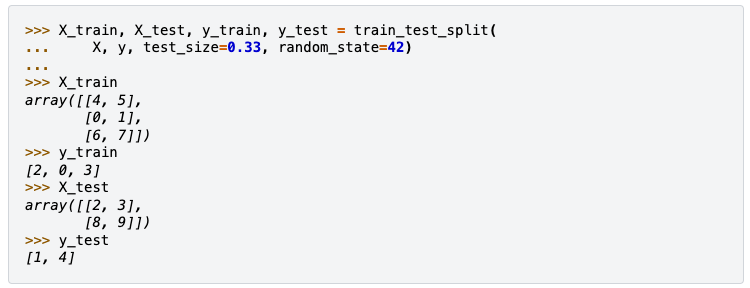 >>> X_train, X_test, y_train, y_test = train_test_split(
...     X, y, test_size=0.33, random_state=42)
...
>>> X_train
array([[4, 5],
       [0, 1],
       [6, 7]])
>>> y_train
[2, 0, 3]
>>> X_test
array([[2, 3],
       [8, 9]])
>>> y_test
[1, 4]